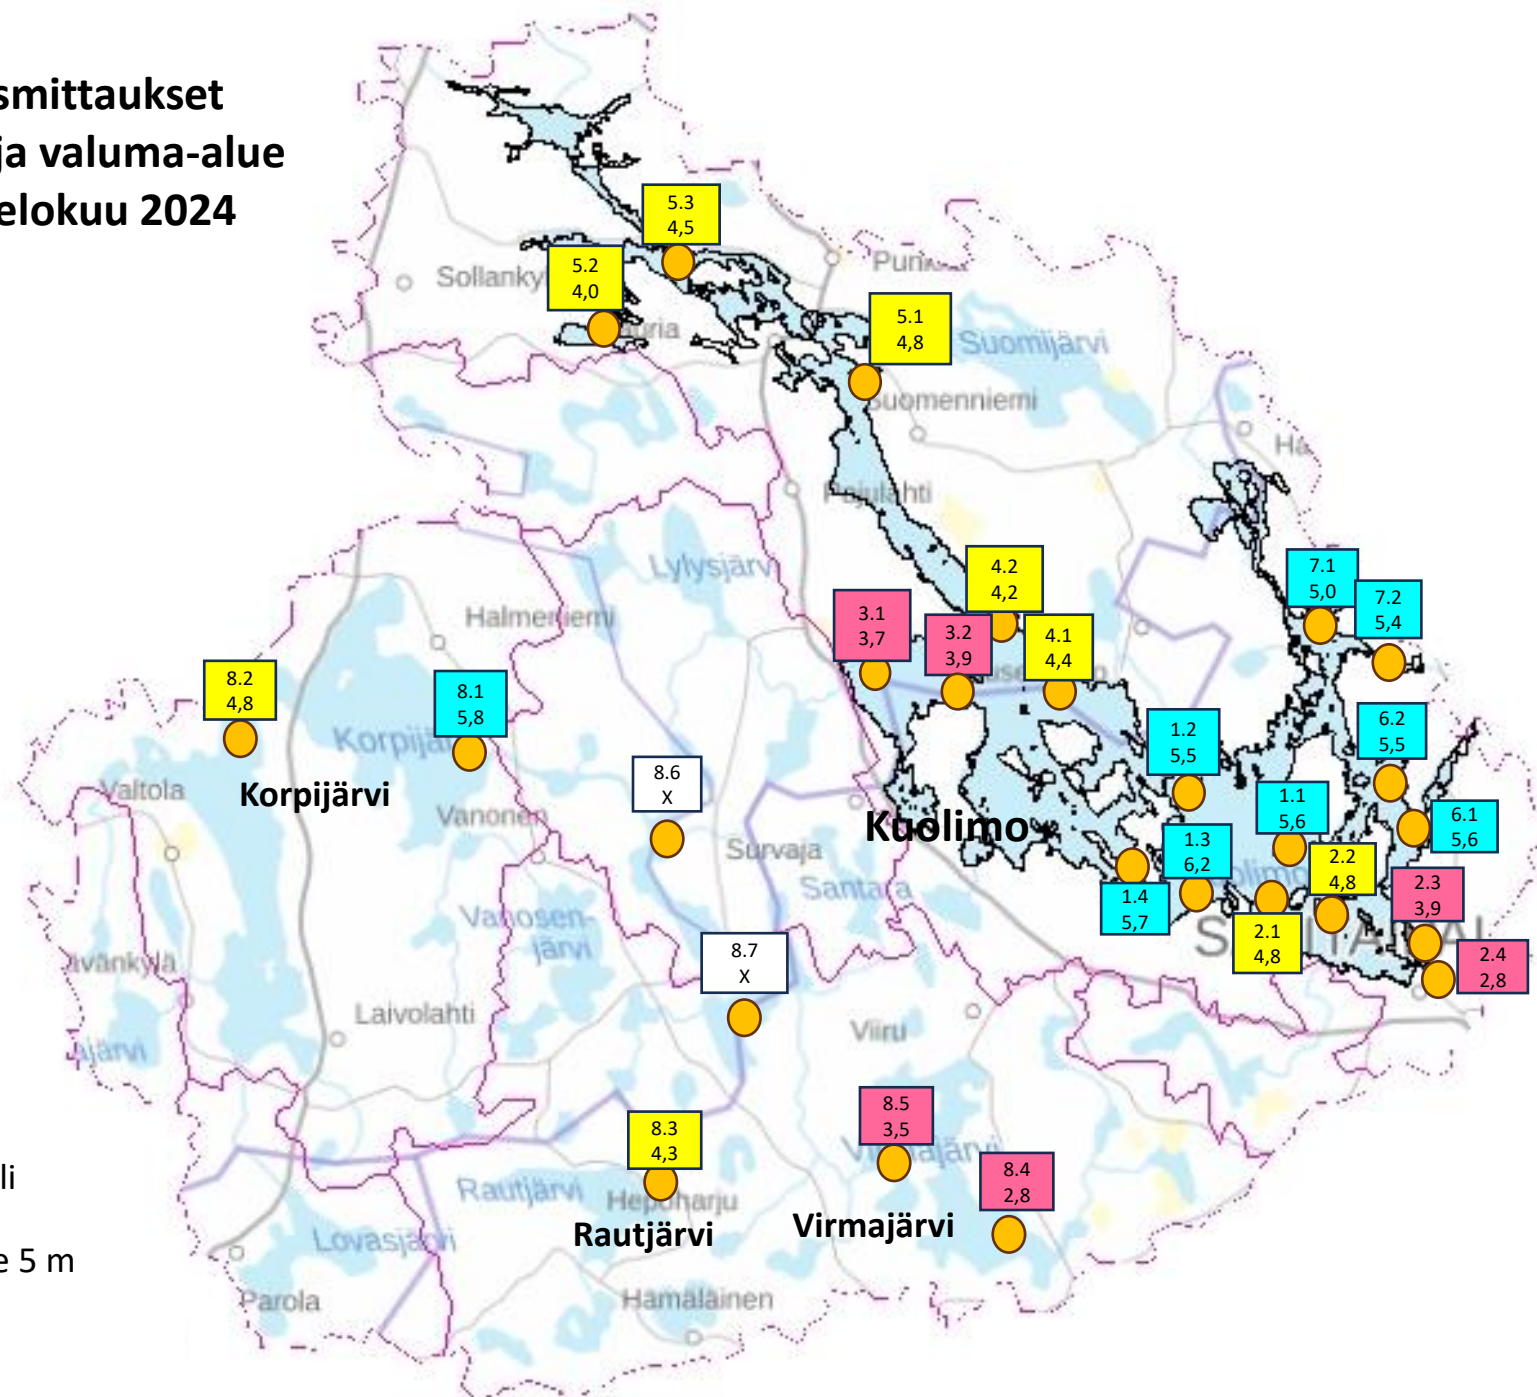 smittaukset
ja valuma-alue
elokuu 2024
5.3
4,5
5.2
4,0
5.1
4,8
Suomijärvi
Suomenniemi
Pajulahti
Lylysjärv
Halmeniemi
4.2
4,2
3.1
3,7
3.2
3,9
4.1
4,4
7.1
5,0
7.2
5,4
8.2
4,8
8.1
5,8
Korpijär
Korpijärvi
Valtola
Vanonen
8.6
X
1.2
5,5
6.2
5,5
1.1
5,6
6.1
5,6
Kuolimo
1.3
6,2
2.2
4,8
2.3
3,9
Survaja
Santara
Vanosen-
järvi
1.4
5,7
2.1
4,8
2.4
2,8
8.7
X
avänkylä
Laivolahti
Viiru
ajärvi
8.5
3,5
8.3
4,3
8.4
2,8
li
Rautjärvi
Hepoharju
Rautjärvi
Virmajärvi
Lovasjärvi
e 5 m
Parola
Hämäläinen
Ha